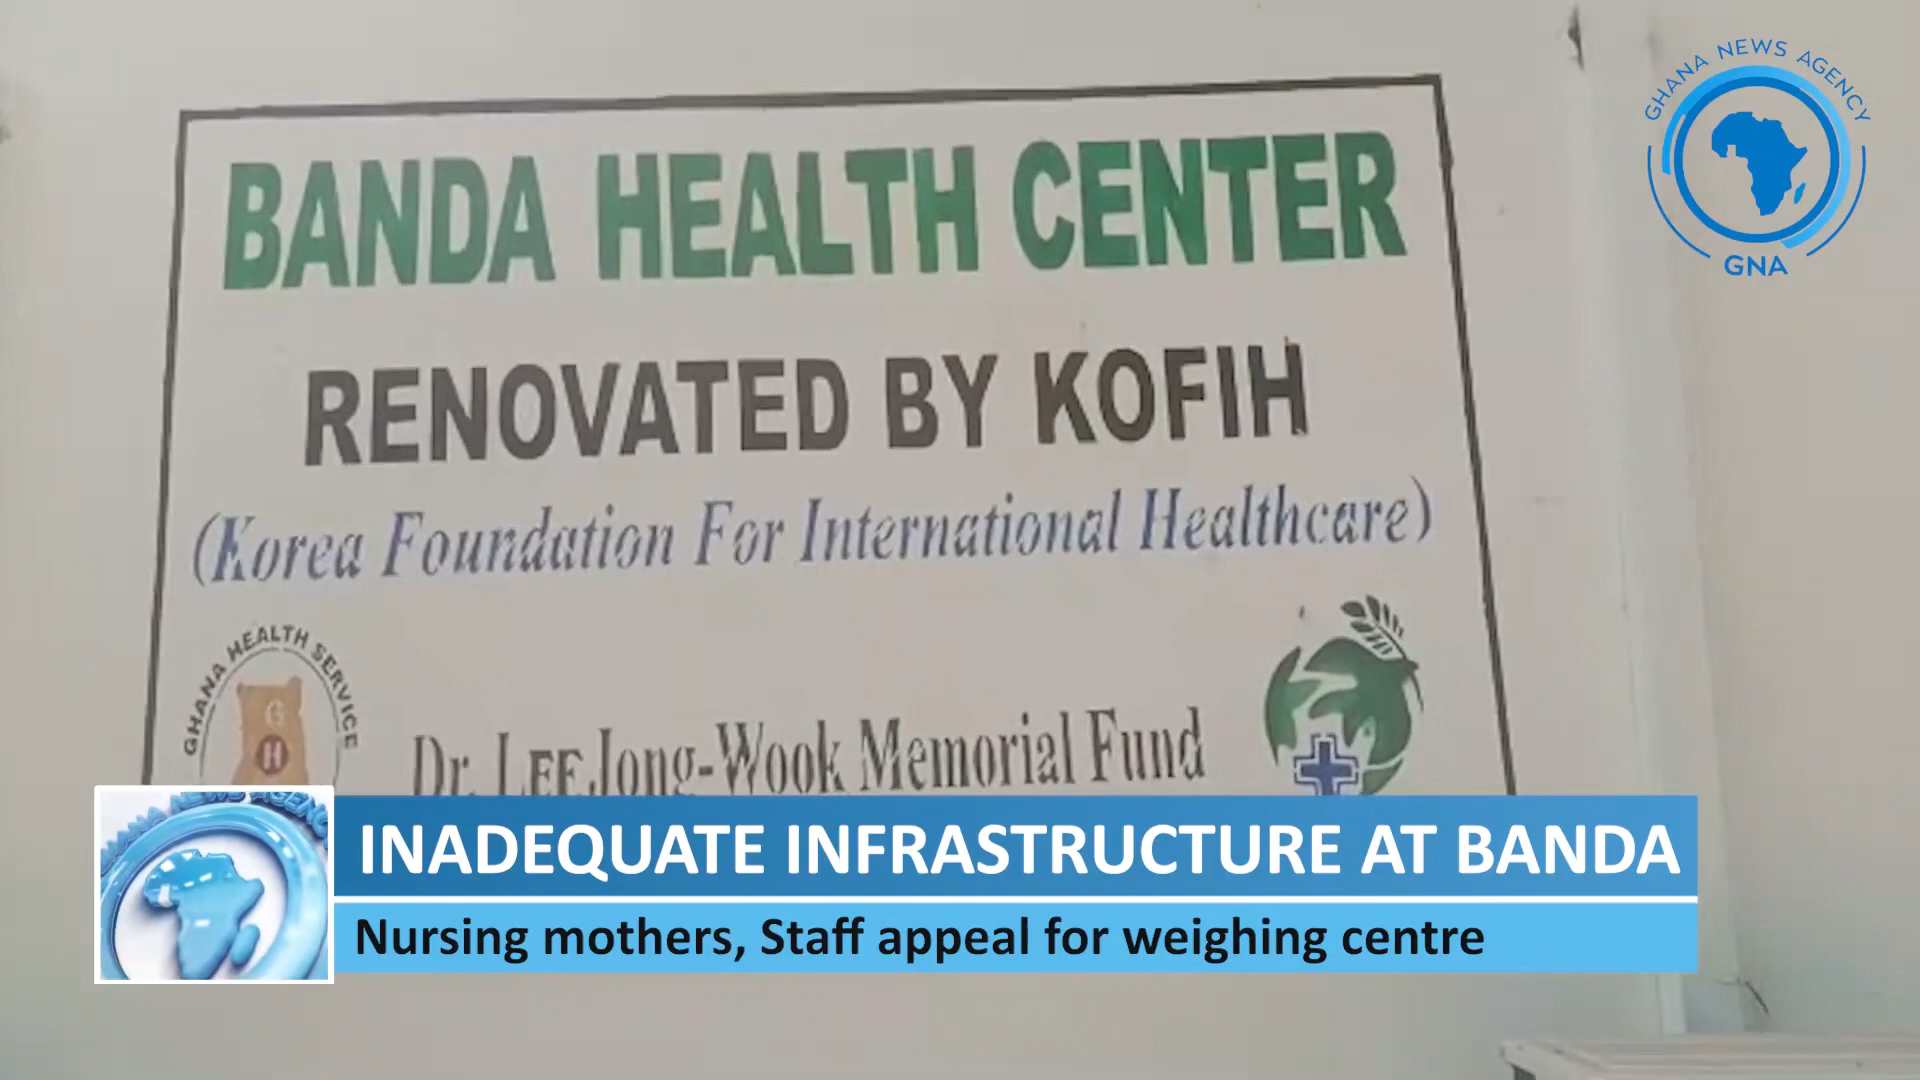 GHANA NEWS AGENCY
GNA
BANDA HEALTH CENTER
RENOVATED BY KOFIH
(Korea Foundation For International Healthcare)
GHANA HEALTH SERVICE
G
H
Dr. LEE Jong-Wook Memorial Fund
INADEQUATE INFRASTRUCTURE AT BANDA
Nursing mothers, Staff appeal for weighing centre